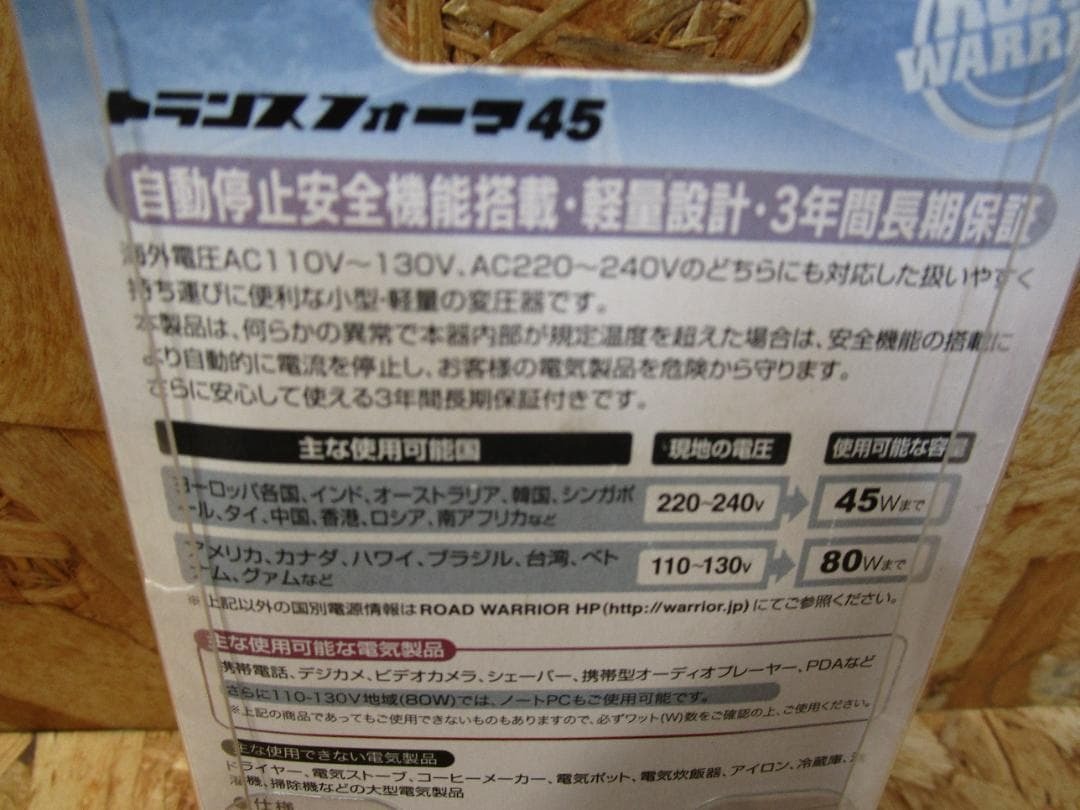 ROAD
WARRI
トランスフォーマ45
自動停止安全機能搭載・軽量設計・3年間長期保証
海外電圧AC110V～130V、AC220～240Vのどちらにも対応した扱いやすく
持ち運びに便利な小型・軽量の変圧器です。
本製品は、何らかの異常で本器内部が規定温度を超えた場合は、安全機能の搭載に
より自動的に電流を停止し、お客様の電気製品を危険から守ります。
さらに安心して使える3年間長期保証付きです。
主な使用可能国 現地の電圧 使用可能な容量
ヨーロッパ各国、インド、オーストラリア、韓国、シンガポ
ール、タイ、中国、香港、ロシア、南アフリカなど
220~240v 45Wまで
アメリカ、カナダ、ハワイ、ブラジル、台湾、ベト
ナム、グァムなど
110~130v 80Wまで
※上記以外の国別電源情報はROAD WARRIOR HP(http://warrior.jp)にてご参照ください。
主な使用可能な電気製品
携帯電話、デジカメ、ビデオカメラ、シェーバー、携帯型オーディオプレーヤー、PDAなど
さらに110-130V地域(80W)では、ノートPCもご使用可能です。
※上記の商品であってもご使用できないものもありますので、必ずワット(W)数をご確認の上、ご使用ください。
主な使用できない電気製品
ドライヤー、電気ストーブ、コーヒーメーカー、電気ポット、電気炊飯器、アイロン、冷蔵庫、洗
濯機、掃除機などの大型電気製品
仕様